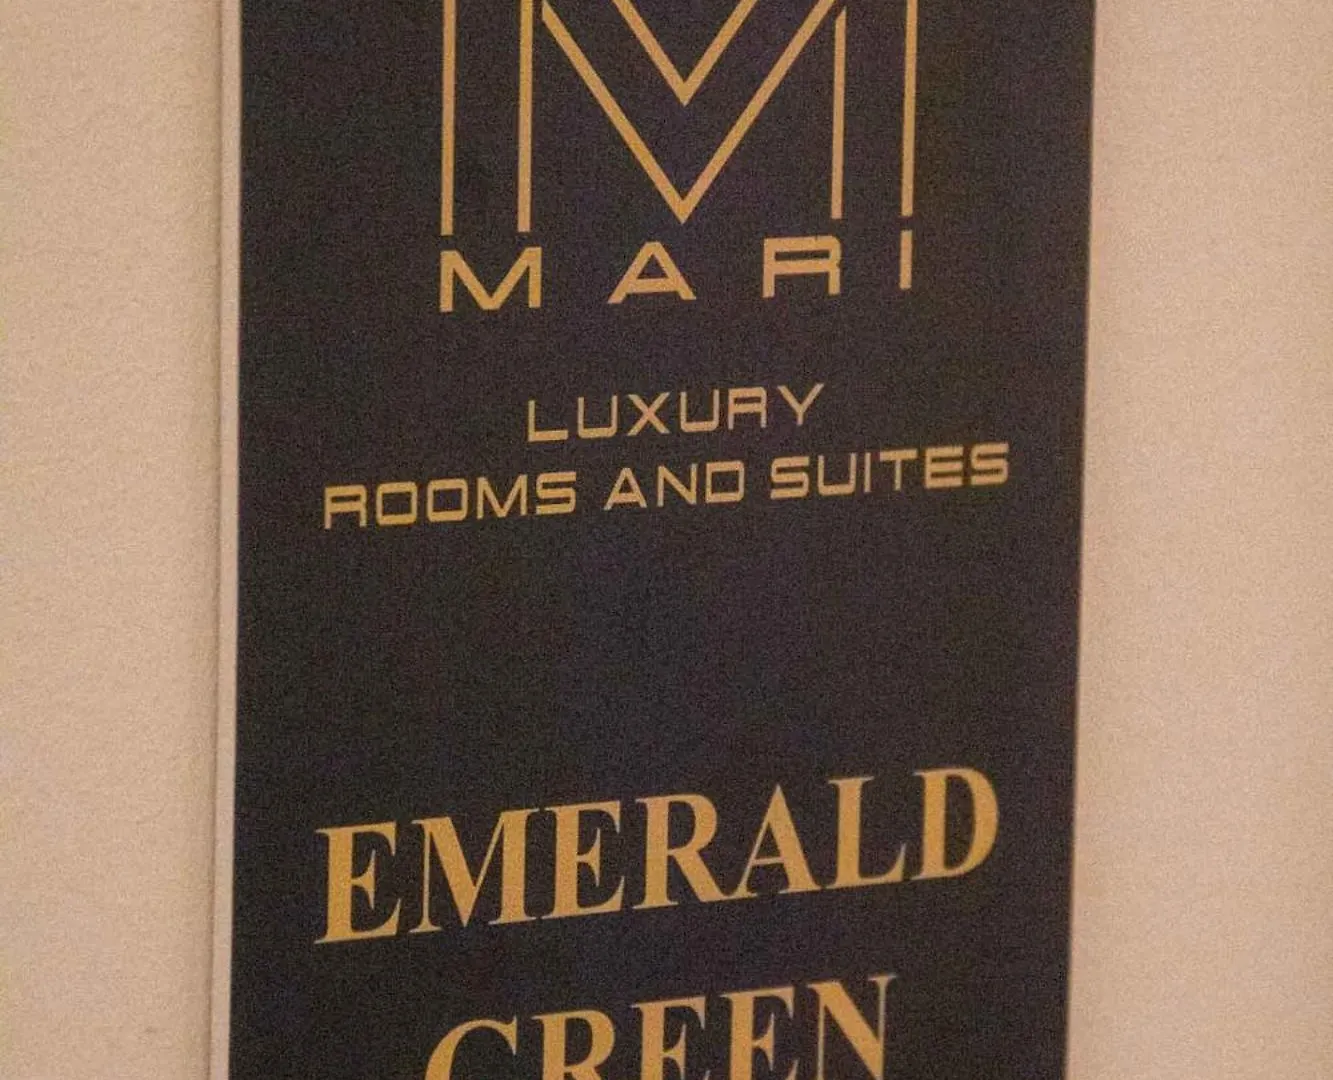 M
MARI
LUXURY
ROOMS AND SUITES
EMERALD
GREEN